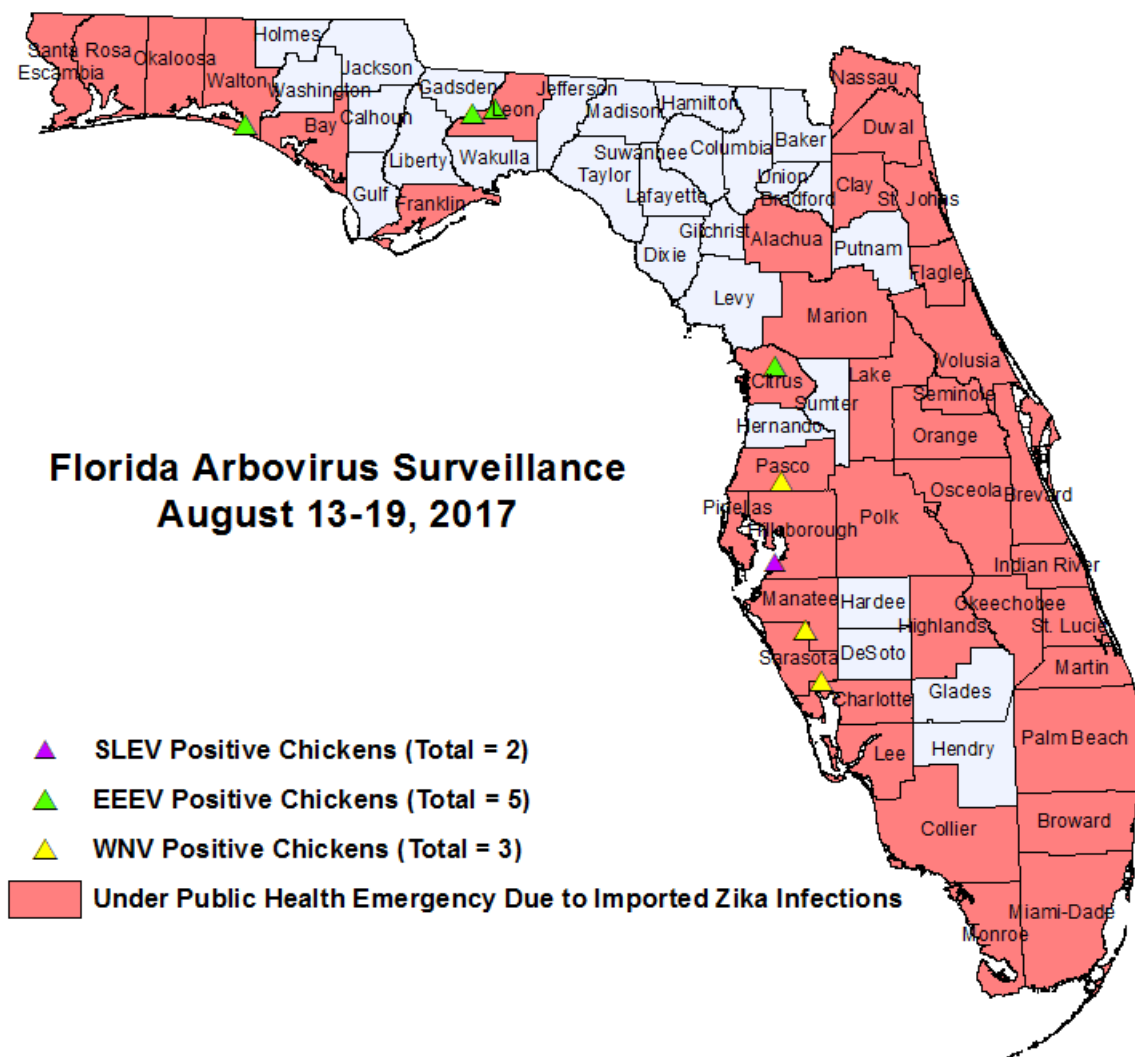 Holmes
Santa Rosa
Okaloosa
Escambia
Walton
Jackson
Washington
Gadsden
Jefferson
Leon
Madison
Hamilton
Nassau
Calhoun
Bay
Liberty
Wakulla
Suwannee
Columbia
Baker
Duval
Taylor
Union
Clay
Gulf
Franklin
Lafayette
Bradford
St. Johns
Gilchrist
Alachua
Putnam
Dixie
Flagler
Levy
Marion
Volusia
Citrus
Lake
Sumter
Seminole
Hernando
Orange
Florida Arbovirus Surveillance
August 13-19, 2017
Pasco
Osceola
Brevard
Pinellas
Hillsborough
Polk
Indian River
Manatee
Hardee
Okeechobee
Highlands
St. Lucie
Sarasota
DeSoto
Martin
Charlotte
Glades
Palm Beach
Lee
Hendry
SLEV Positive Chickens (Total = 2)
EEEV Positive Chickens (Total = 5)
Collier
Broward
WNV Positive Chickens (Total = 3)
Under Public Health Emergency Due to Imported Zika Infections
Miami-Dade
Monroe